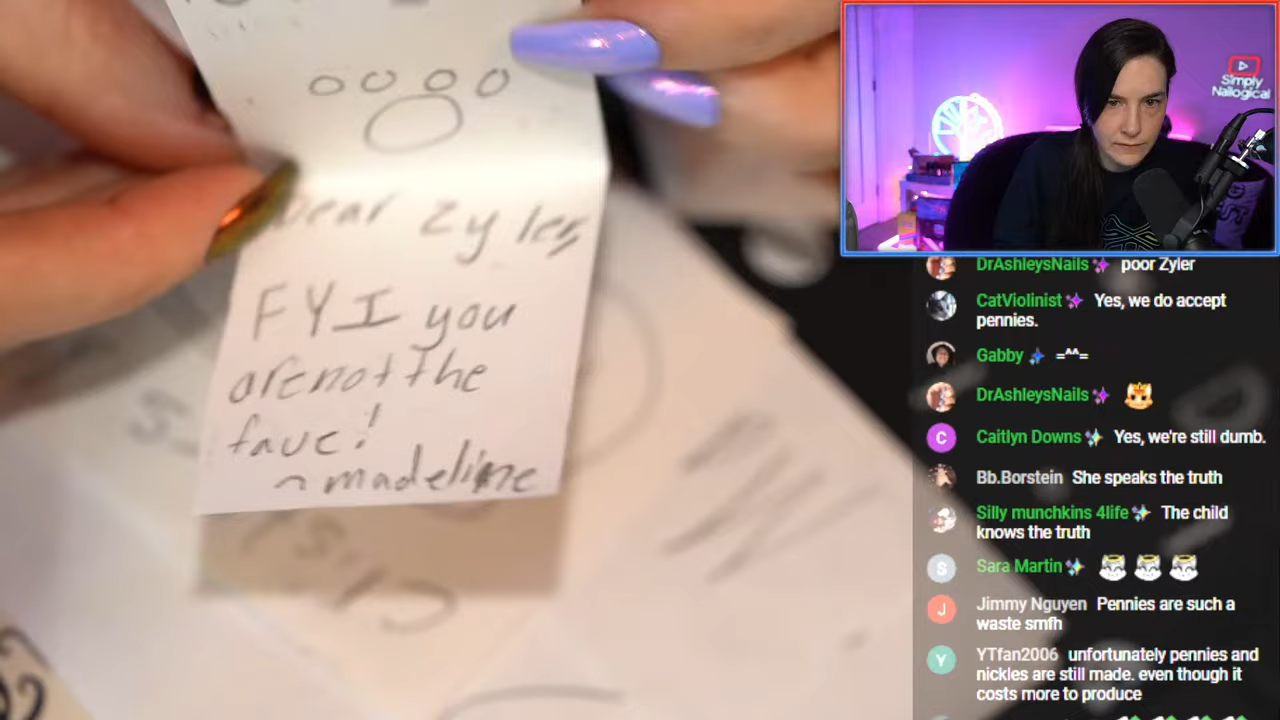 Dear Zyler,
FYI you
are not the
fave!
~ madeline
Simply
Nailogical
DrAshleysNails poor Zyler
CatViolinist Yes, we do accept
pennies.
Gabby =^^=
DrAshleysNails
C
Caitlyn Downs Yes, we're still dumb.
Bb.Borstein She speaks the truth
Silly munchkins 4life The child
knows the truth
S
Sara Martin
J
Jimmy Nguyen Pennies are such a
waste smfh
Y
YTfan2006 unfortunately pennies and
nickles are still made. even though it
costs more to produce